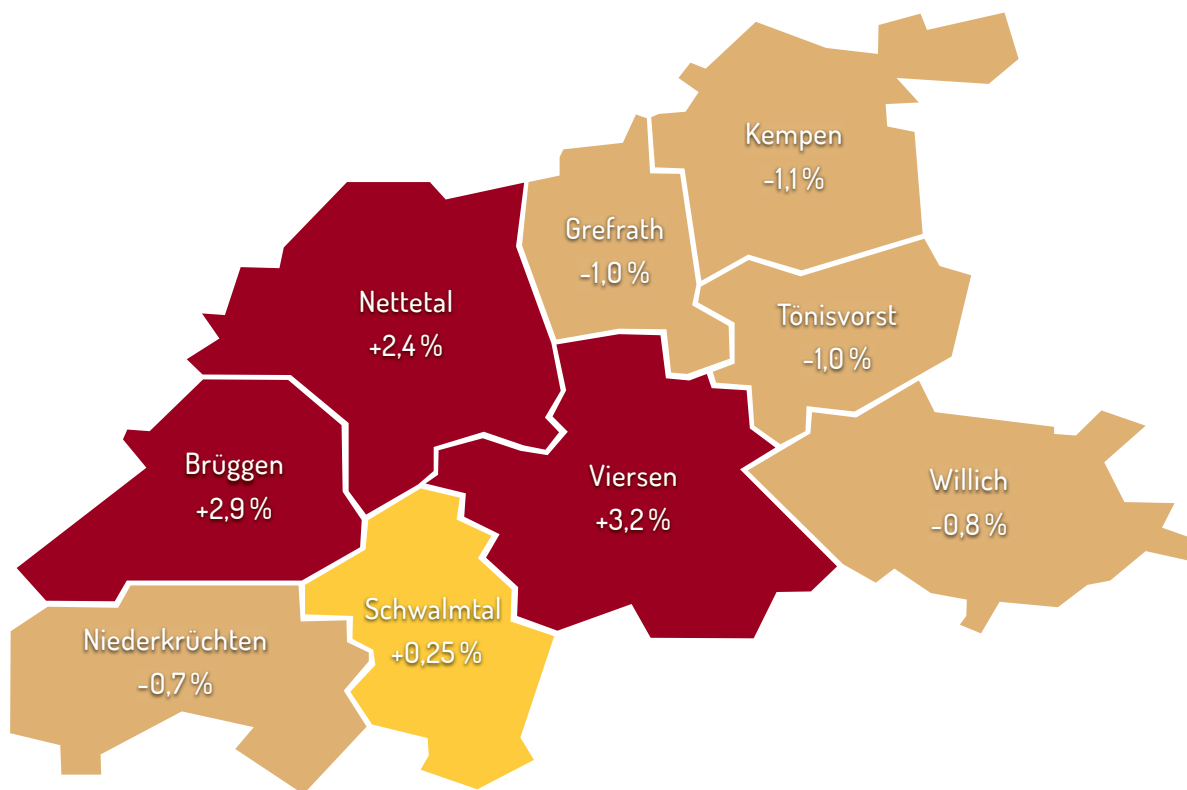 Kempen
-1,1 %
Grefrath
-1,0 %
Nettetal
+2,4 %
Tönisvorst
-1,0 %
Brüggen
+2,9 %
Viersen
+3,2 %
Willich
-0,8 %
Schwalmtal
+0,25 %
Niederkrüchten
-0,7 %